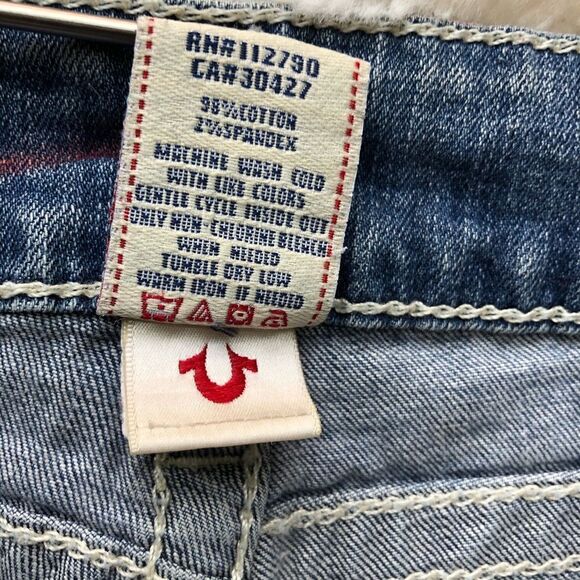 RN#112790
CA#30427
98%COTTON
2%SPANDEX
MACHINE WASH COLD
WITH LIKE COLORS
GENTLE CYCLE INSIDE OUT
ONLY NON-CHLORINE BLEACH
WHEN NEEDED
TUMBLE DRY LOW
WARM IRON IF NEEDED